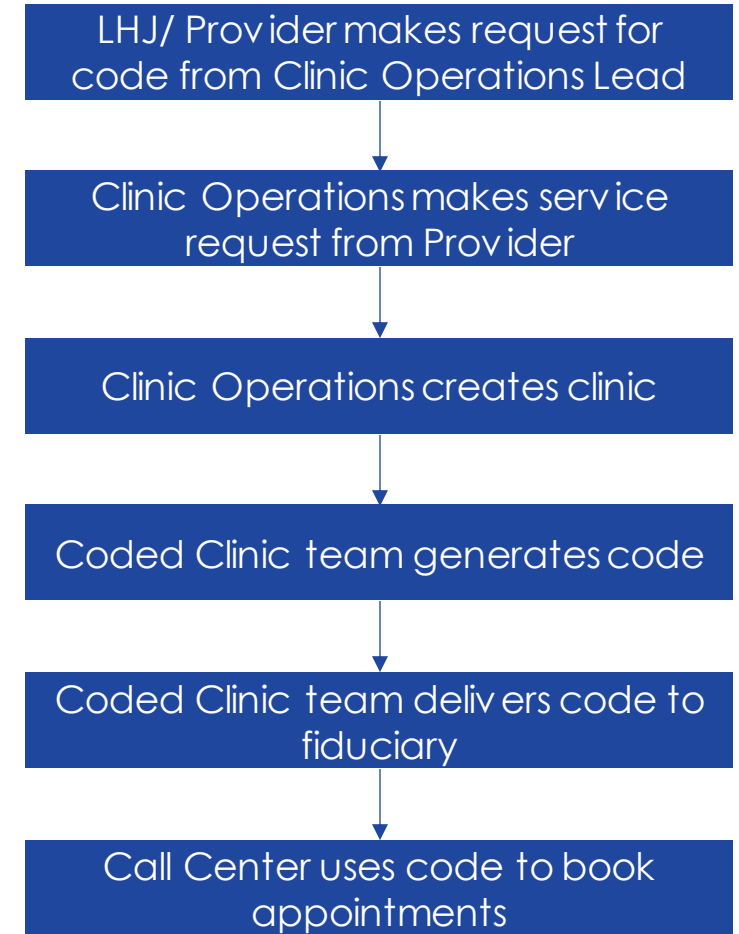 LHJ/ Provider makes request for
code from Clinic Operations Lead
Clinic Operations makes service
request from Provider
Clinic Operations creates clinic
Coded Clinic team generates code
Coded Clinic team delivers code to
fiduciary
Call Center uses code to book
appointments